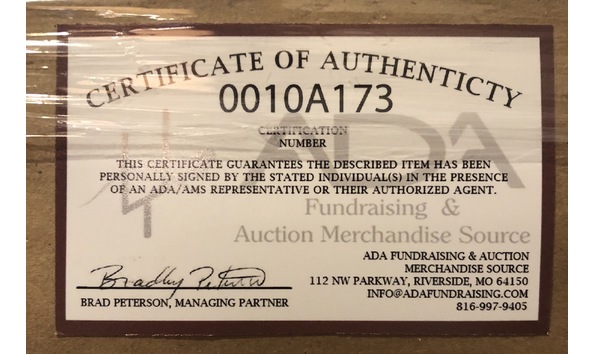 CERTIFICATE OF AUTHENTICTY
0010A173
CERTIFICATION
NUMBER
ADA
THIS CERTIFICATE GUARANTEES THE DESCRIBED ITEM HAS BEEN
PERSONALLY SIGNED BY THE STATED INDIVIDUAL(S) IN THE PRESENCE
OF AN ADA/AMS REPRESENTATIVE OR THEIR AUTHORIZED AGENT.
Fundraising &
Auction Merchandise Source
ADA FUNDRAISING & AUCTION
MERCHANDISE SOURCE
112 NW PARKWAY, RIVERSIDE, MO 64150
INFO@ADAFUNDRAISING.COM
816-997-9405
Bradley Peterson
BRAD PETERSON, MANAGING PARTNER